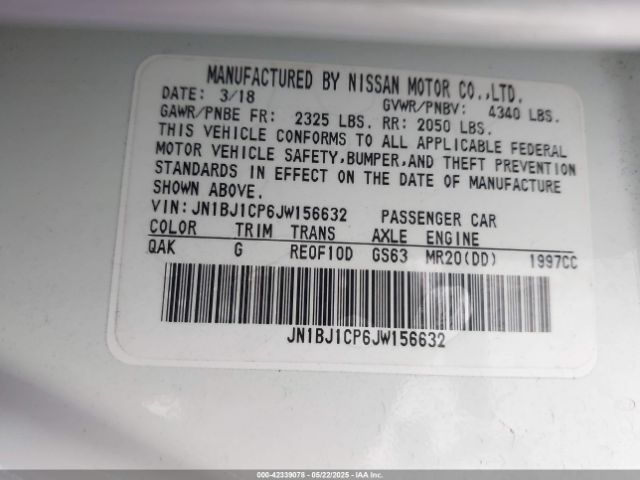 MANUFACTURED BY NISSAN MOTOR CO.,LTD.
DATE: 3/18 GVWR/PNBV: 4340 LBS.
GAWR/PNBE FR: 2325 LBS. RR: 2050 LBS.
THIS VEHICLE CONFORMS TO ALL APPLICABLE FEDERAL
MOTOR VEHICLE SAFETY,BUMPER,AND THEFT PREVENTION
STANDARDS IN EFFECT ON THE DATE OF MANUFACTURE
SHOWN ABOVE.
VIN: JN1BJ1CP6JW156632 PASSENGER CAR
COLOR TRIM TRANS AXLE ENGINE
QAK G RE0F10D GS63 MR20(DD) 1997CC
JN1BJ1CP6JW156632
000-42339078 - 05/22/2025 - IAAI.com